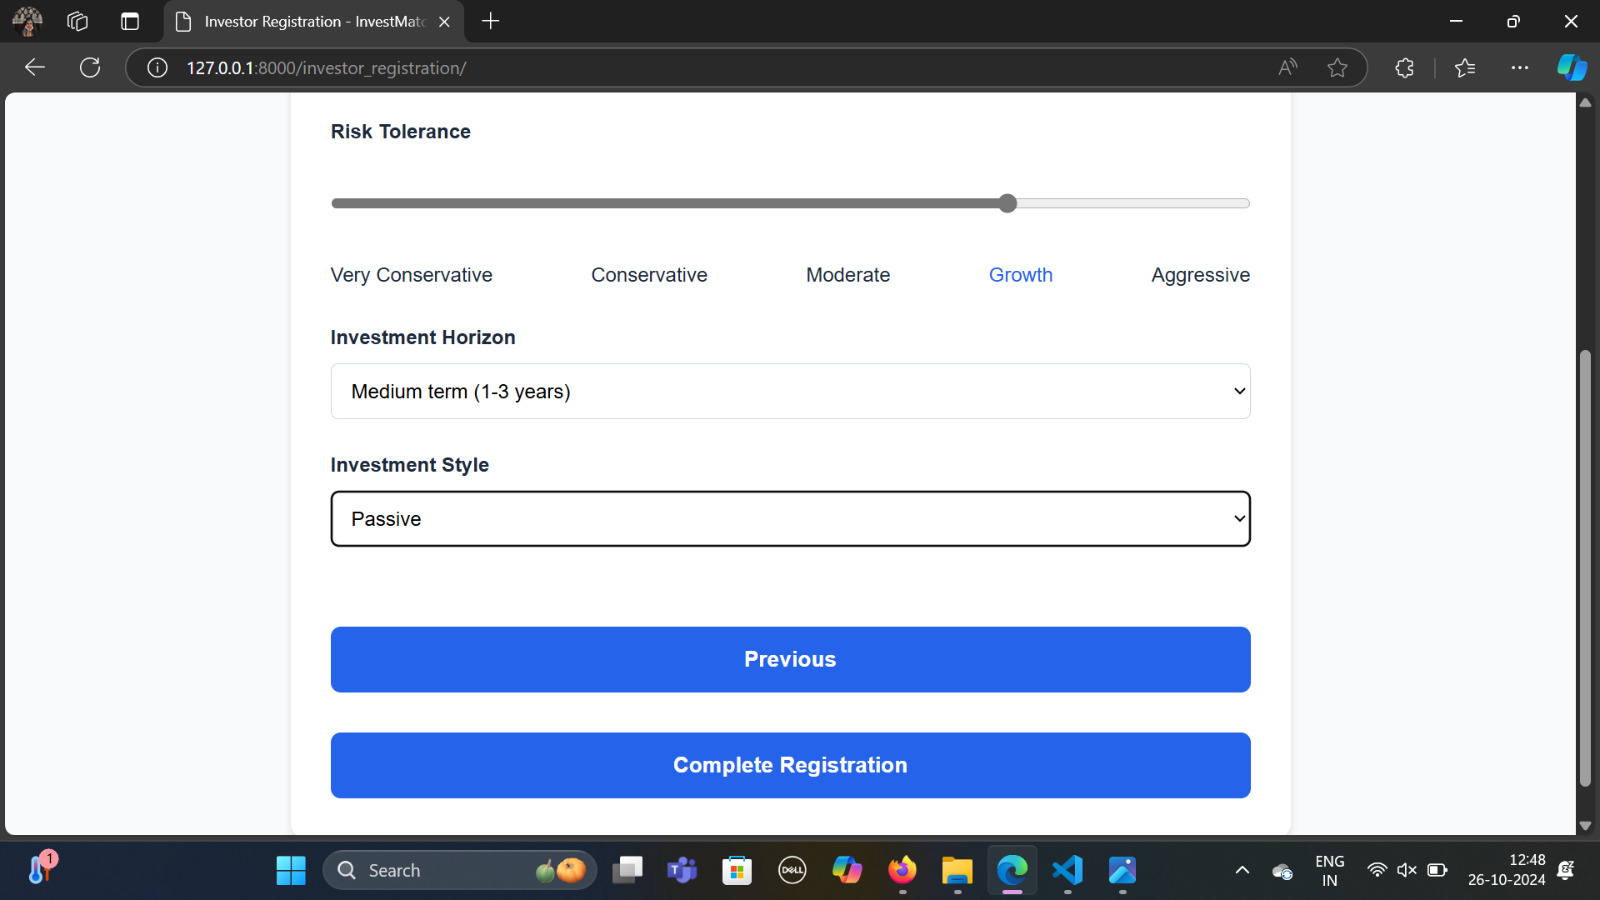 Investor Registration - InvestMatc
127.0.0.1:8000/investor_registration/
Risk Tolerance
Very Conservative Conservative Moderate Growth Aggressive
Investment Horizon
Medium term (1-3 years)
Investment Style
Passive
Previous
Complete Registration
1
Search
DELL
ENG
IN
12:48
26-10-2024